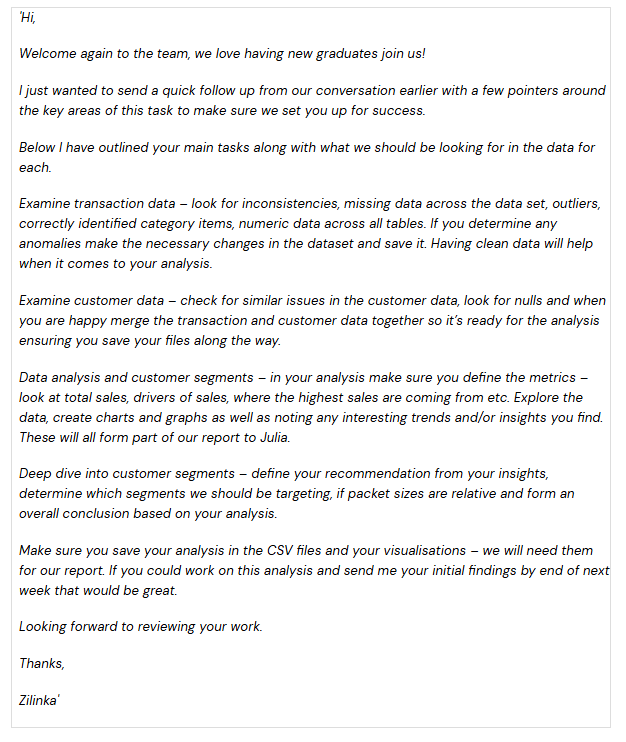 'Hi,
Welcome again to the team, we love having new graduates join us!
I just wanted to send a quick follow up from our conversation earlier with a few pointers around
the key areas of this task to make sure we set you up for success.
Below I have outlined your main tasks along with what we should be looking for in the data for
each.
Examine transaction data – look for inconsistencies, missing data across the data set, outliers,
correctly identified category items, numeric data across all tables. If you determine any
anomalies make the necessary changes in the dataset and save it. Having clean data will help
when it comes to your analysis.
Examine customer data – check for similar issues in the customer data, look for nulls and when
you are happy merge the transaction and customer data together so it's ready for the analysis
ensuring you save your files along the way.
Data analysis and customer segments – in your analysis make sure you define the metrics –
look at total sales, drivers of sales, where the highest sales are coming from etc. Explore the
data, create charts and graphs as well as noting any interesting trends and/or insights you find.
These will all form part of our report to Julia.
Deep dive into customer segments – define your recommendation from your insights,
determine which segments we should be targeting, if packet sizes are relative and form an
overall conclusion based on your analysis.
Make sure you save your analysis in the CSV files and your visualisations – we will need them
for our report. If you could work on this analysis and send me your initial findings by end of next
week that would be great.
Looking forward to reviewing your work.
Thanks,
Zilinka'